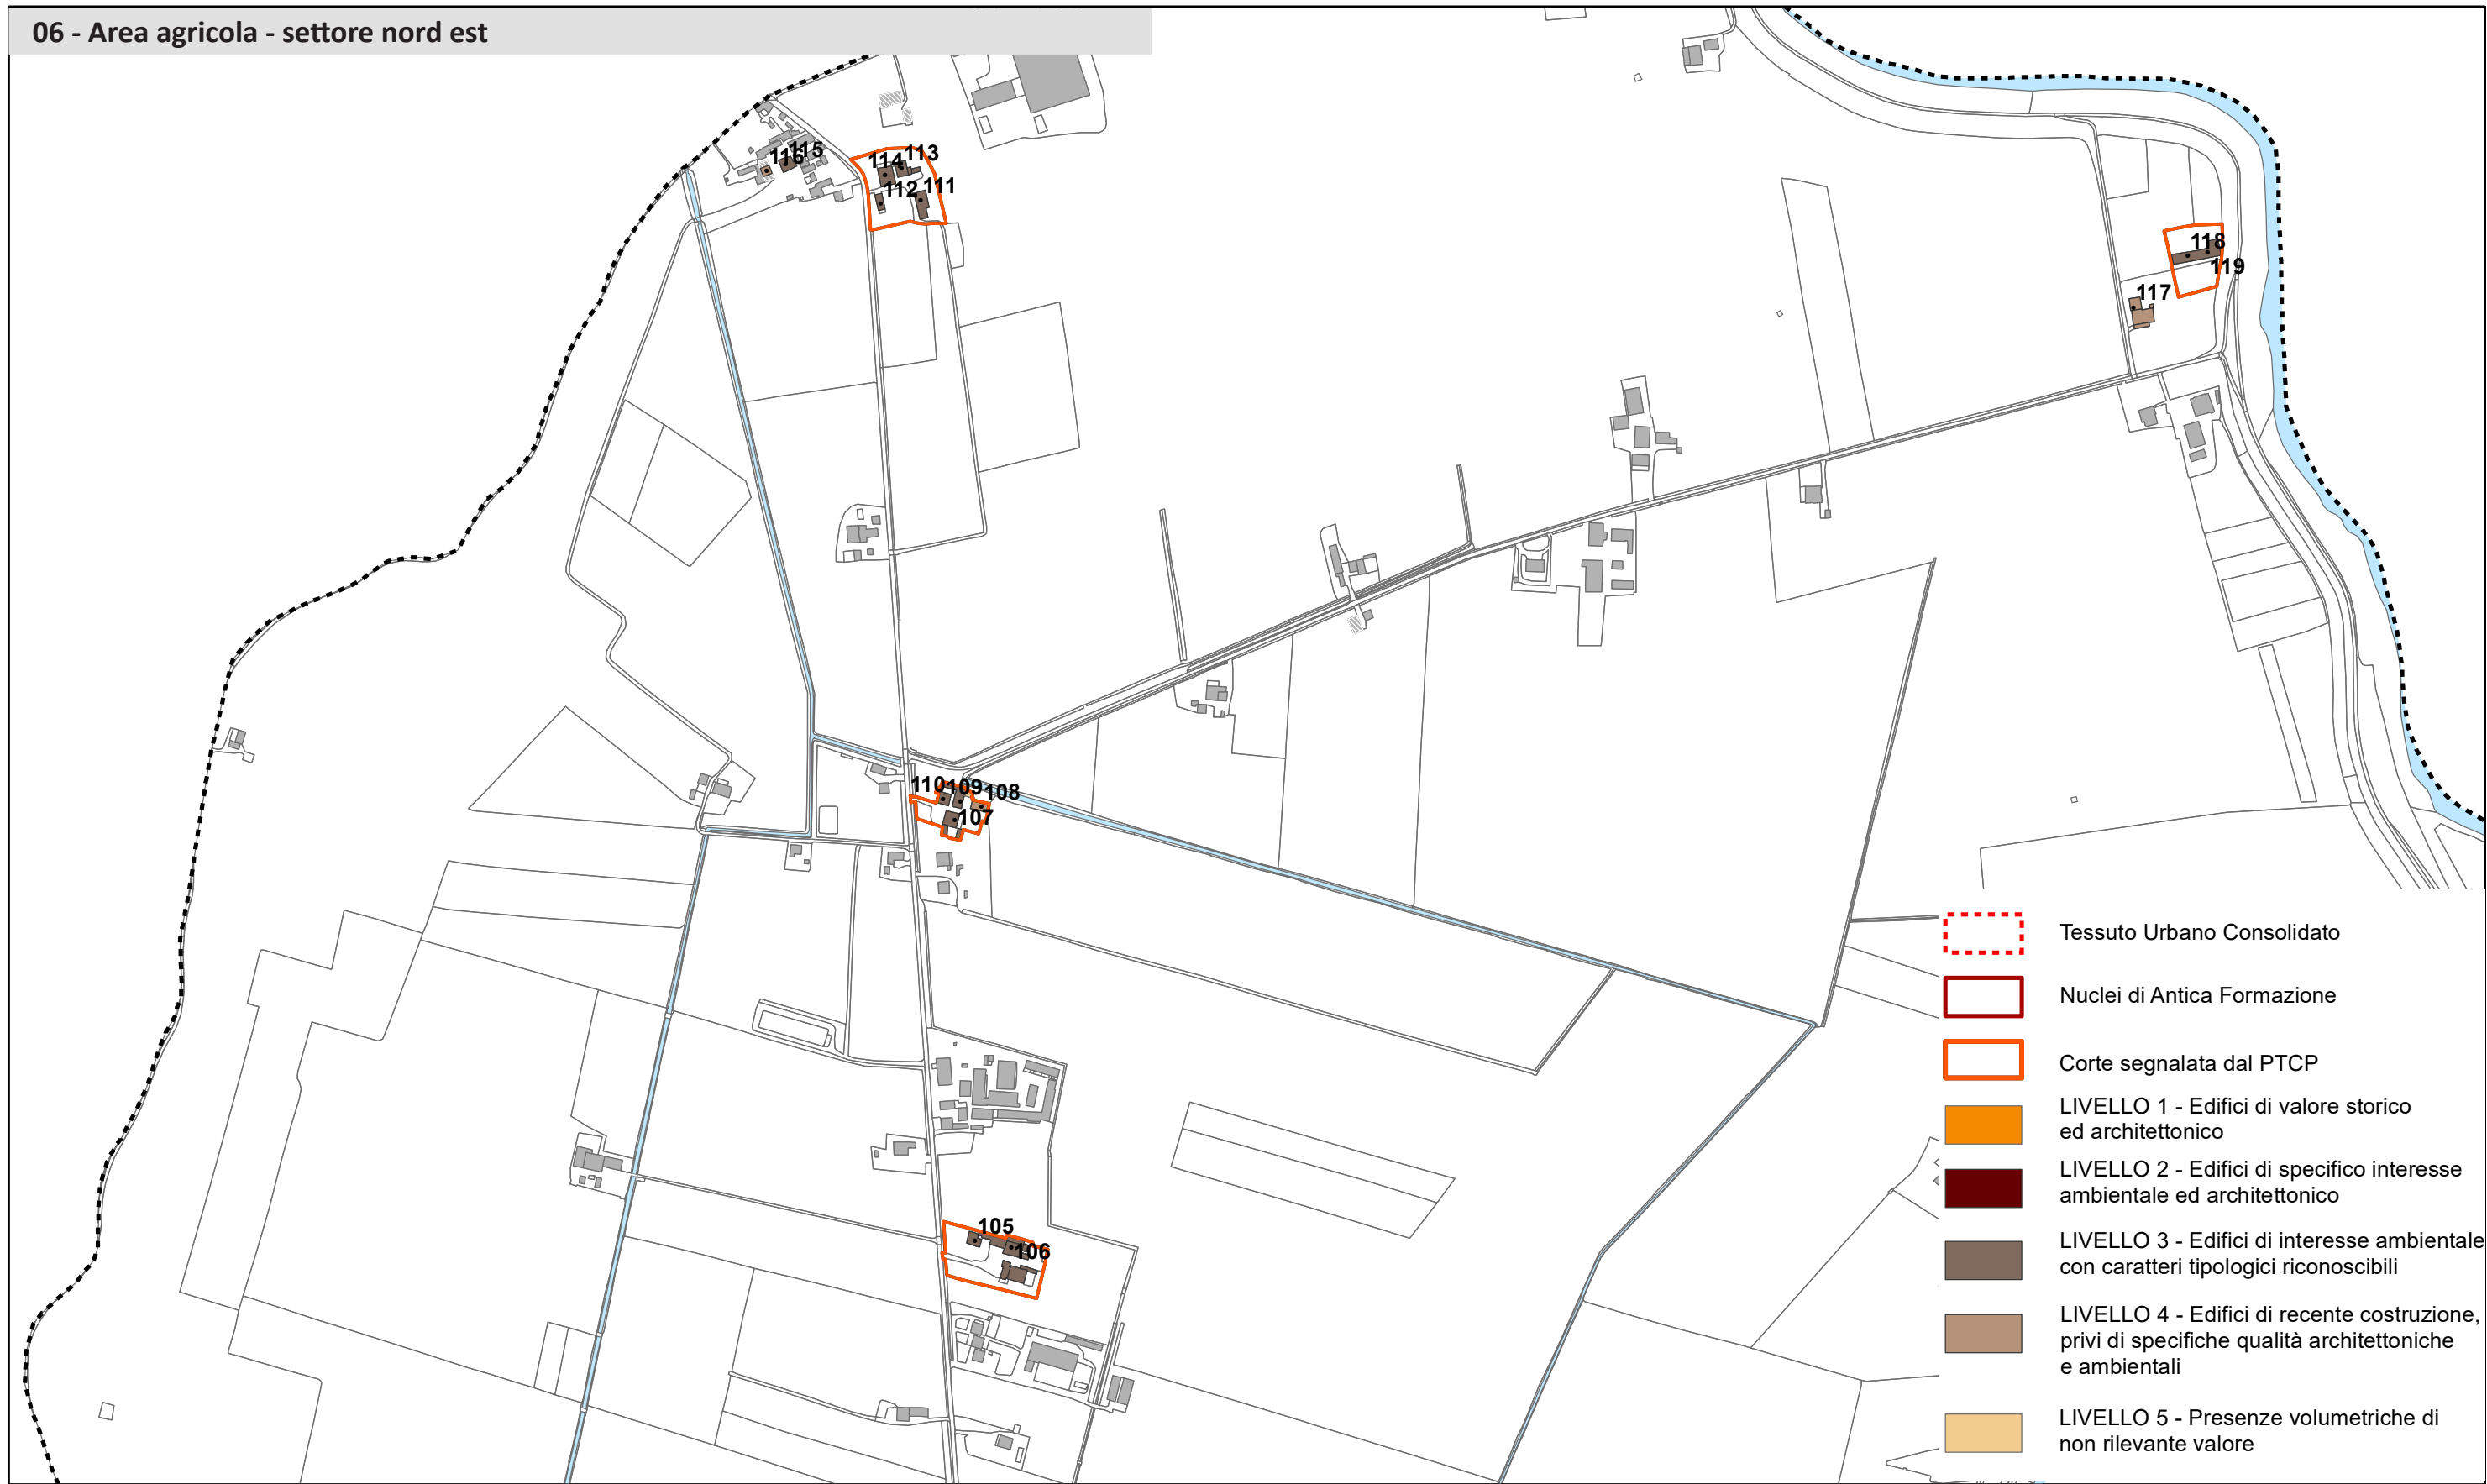 06 - Area agricola - settore nord est
116
115
114
113
112
111
118
119
117
110
109
108
107
105
106
Tessuto Urbano Consolidato
Nuclei di Antica Formazione
Corte segnalata dal PTCP
LIVELLO 1 - Edifici di valore storico
ed architettonico
LIVELLO 2 - Edifici di specifico interesse
ambientale ed architettonico
LIVELLO 3 - Edifici di interesse ambientale
con caratteri tipologici riconoscibili
LIVELLO 4 - Edifici di recente costruzione,
privi di specifiche qualità architettoniche
e ambientali
LIVELLO 5 - Presenze volumetriche di
non rilevante valore